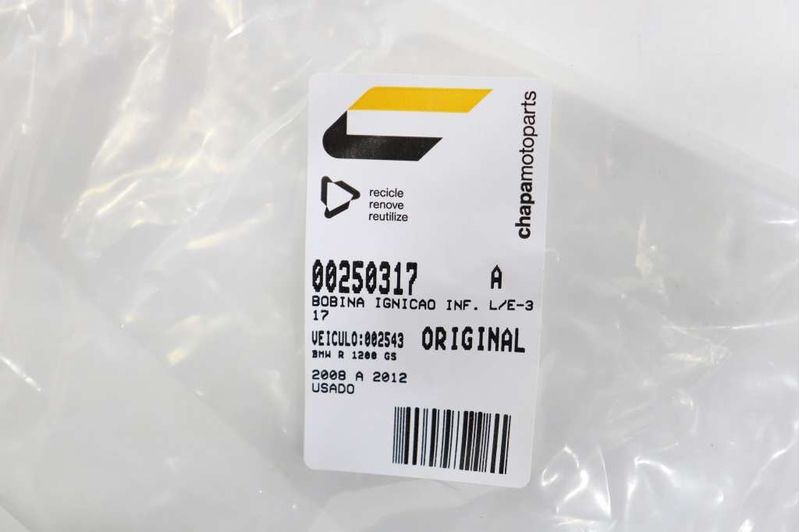 chapamotoparts
recicle
renove
reutilize
00250317 A
BOBINA IGNICAO INF. L/E-3
17
VEICULO:002543 ORIGINAL
BMW R 1200 GS
2008 A 2012
USADO